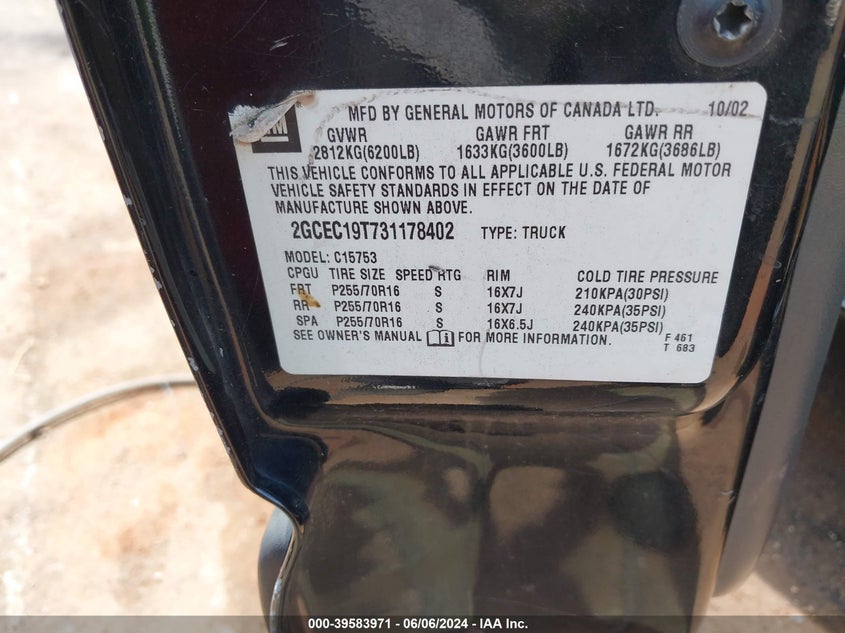 MFD BY GENERAL MOTORS OF CANADA LTD. 10/02
GM
GVWR GAWR FRT GAWR RR
2812KG(6200LB) 1633KG(3600LB) 1672KG(3686LB)
THIS VEHICLE CONFORMS TO ALL APPLICABLE U.S. FEDERAL MOTOR
VEHICLE SAFETY STANDARDS IN EFFECT ON THE DATE OF
MANUFACTURE SHOWN ABOVE.
2GCEC19T731178402 TYPE: TRUCK
MODEL: C15753
CPGU TIRE SIZE SPEED RTG RIM COLD TIRE PRESSURE
FRT P255/70R16 S 16X7J 210KPA(30PSI)
RR P255/70R16 S 16X7J 240KPA(35PSI)
SPA P255/70R16 S 16X6.5J 240KPA(35PSI)
SEE OWNER'S MANUAL FOR MORE INFORMATION.
F 461
T 683
000-39583971 / 06/06/2024 - IAA Inc.